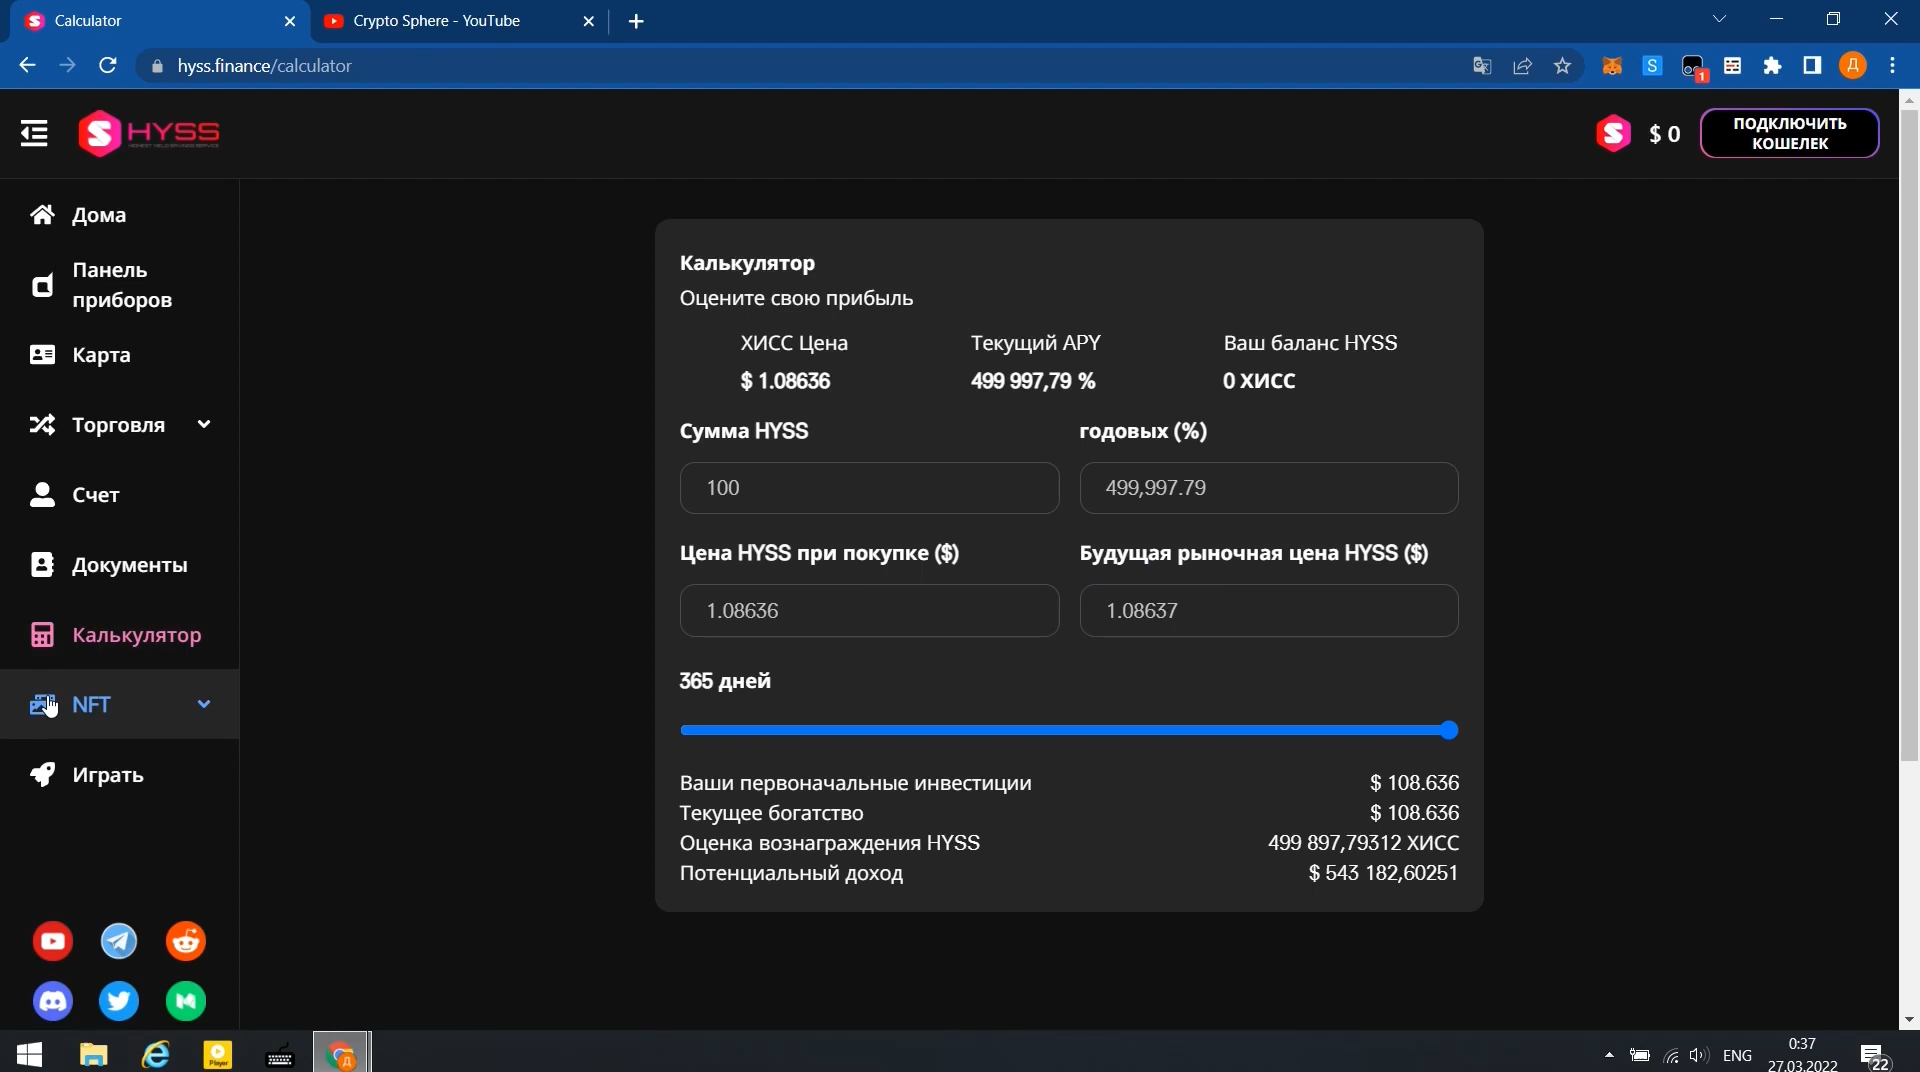 Calculator
Crypto Sphere - YouTube
hyss.finance/calculator
S
1
Д
HYSS
$ 0
ПОДКЛЮЧИТЬ
КОШЕЛЕК
Дома
Панель
приборов
Карта
Торговля
Счет
Документы
Калькулятор
NFT
Играть
Калькулятор
Оцените свою прибыль
ХИСС Цена
Текущий APY
Ваш баланс HYSS
$ 1.08636
499 997,79 %
0 ХИСС
Сумма HYSS
годовых (%)
100
499,997.79
Цена HYSS при покупке ($)
Будущая рыночная цена HYSS ($)
1.08636
1.08637
365 дней
Ваши первоначальные инвестиции
$ 108.636
Текущее богатство
$ 108.636
Оценка вознаграждения HYSS
499 897,79312 ХИСС
Потенциальный доход
$ 543 182,60251
Player
Д
ENG
0:37
27.03.2022
22